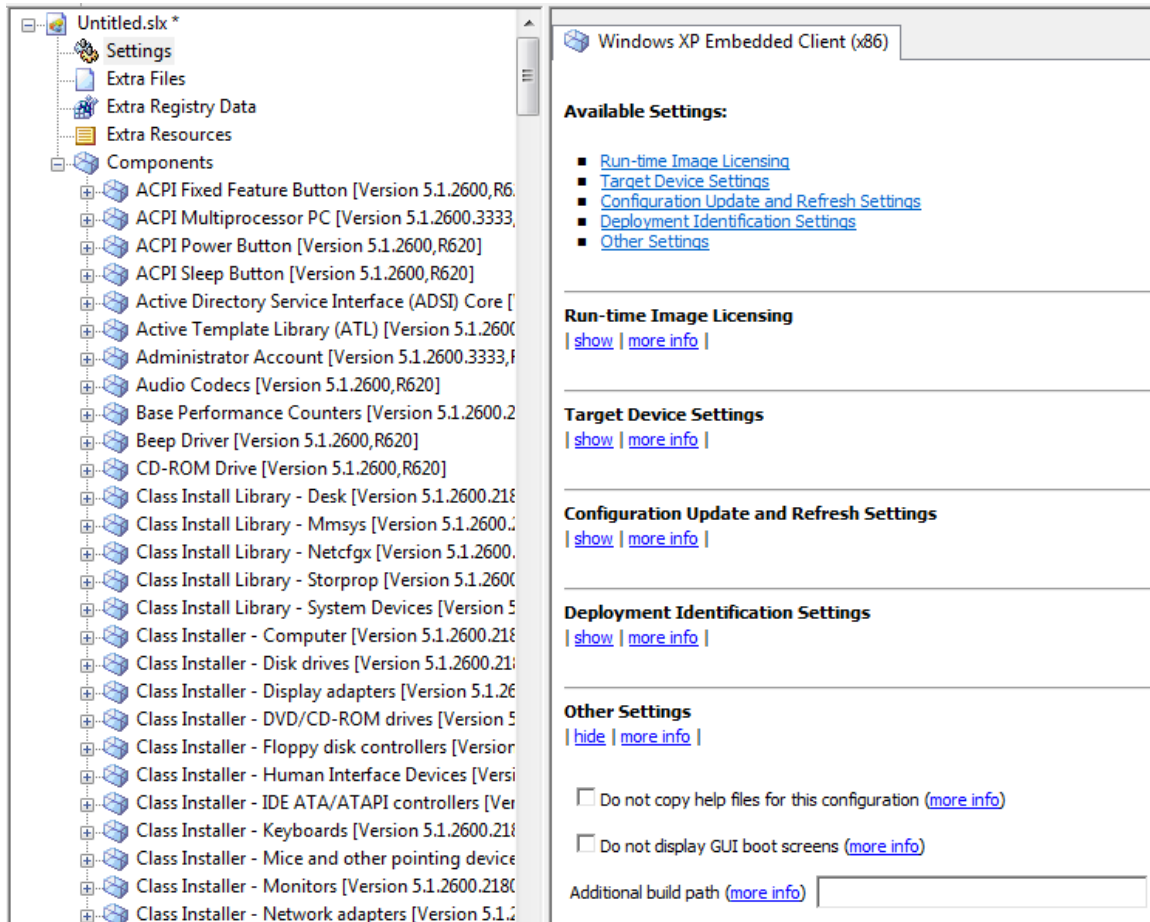 Untitled.slx *
Settings
Extra Files
Extra Registry Data
Extra Resources
Components
ACPI Fixed Feature Button [Version 5.1.2600,R6.
ACPI Multiprocessor PC [Version 5.1.2600.3333,
ACPI Power Button [Version 5.1.2600,R620]
ACPI Sleep Button [Version 5.1.2600,R620]
Active Directory Service Interface (ADSI) Core [
Active Template Library (ATL) [Version 5.1.2600
Administrator Account [Version 5.1.2600.3333,F
Audio Codecs [Version 5.1.2600,R620]
Base Performance Counters [Version 5.1.2600.2
Beep Driver [Version 5.1.2600,R620]
CD-ROM Drive [Version 5.1.2600,R620]
Class Install Library - Desk [Version 5.1.2600.218
Class Install Library - Mmsys [Version 5.1.2600.
Class Install Library - Netcfgx [Version 5.1.2600.
Class Install Library - Storprop [Version 5.1.2600
Class Install Library - System Devices [Version 5
Class Installer - Computer [Version 5.1.2600.218
Class Installer - Disk drives [Version 5.1.2600.218
Class Installer - Display adapters [Version 5.1.26
Class Installer - DVD/CD-ROM drives [Version 5
Class Installer - Floppy disk controllers [Version
Class Installer - Human Interface Devices [Versi
Class Installer - IDE ATA/ATAPI controllers [Ver
Class Installer - Keyboards [Version 5.1.2600.218
Class Installer - Mice and other pointing device
Class Installer - Monitors [Version 5.1.2600.2180
Class Installer - Network adapters [Version 5.1.2
Windows XP Embedded Client (x86)
Available Settings:
Run-time Image Licensing
Target Device Settings
Configuration Update and Refresh Settings
Deployment Identification Settings
Other Settings
Run-time Image Licensing
| show | more info |
Target Device Settings
| show | more info |
Configuration Update and Refresh Settings
| show | more info |
Deployment Identification Settings
| show | more info |
Other Settings
| hide | more info |
Do not copy help files for this configuration (more info)
Do not display GUI boot screens (more info)
Additional build path (more info)